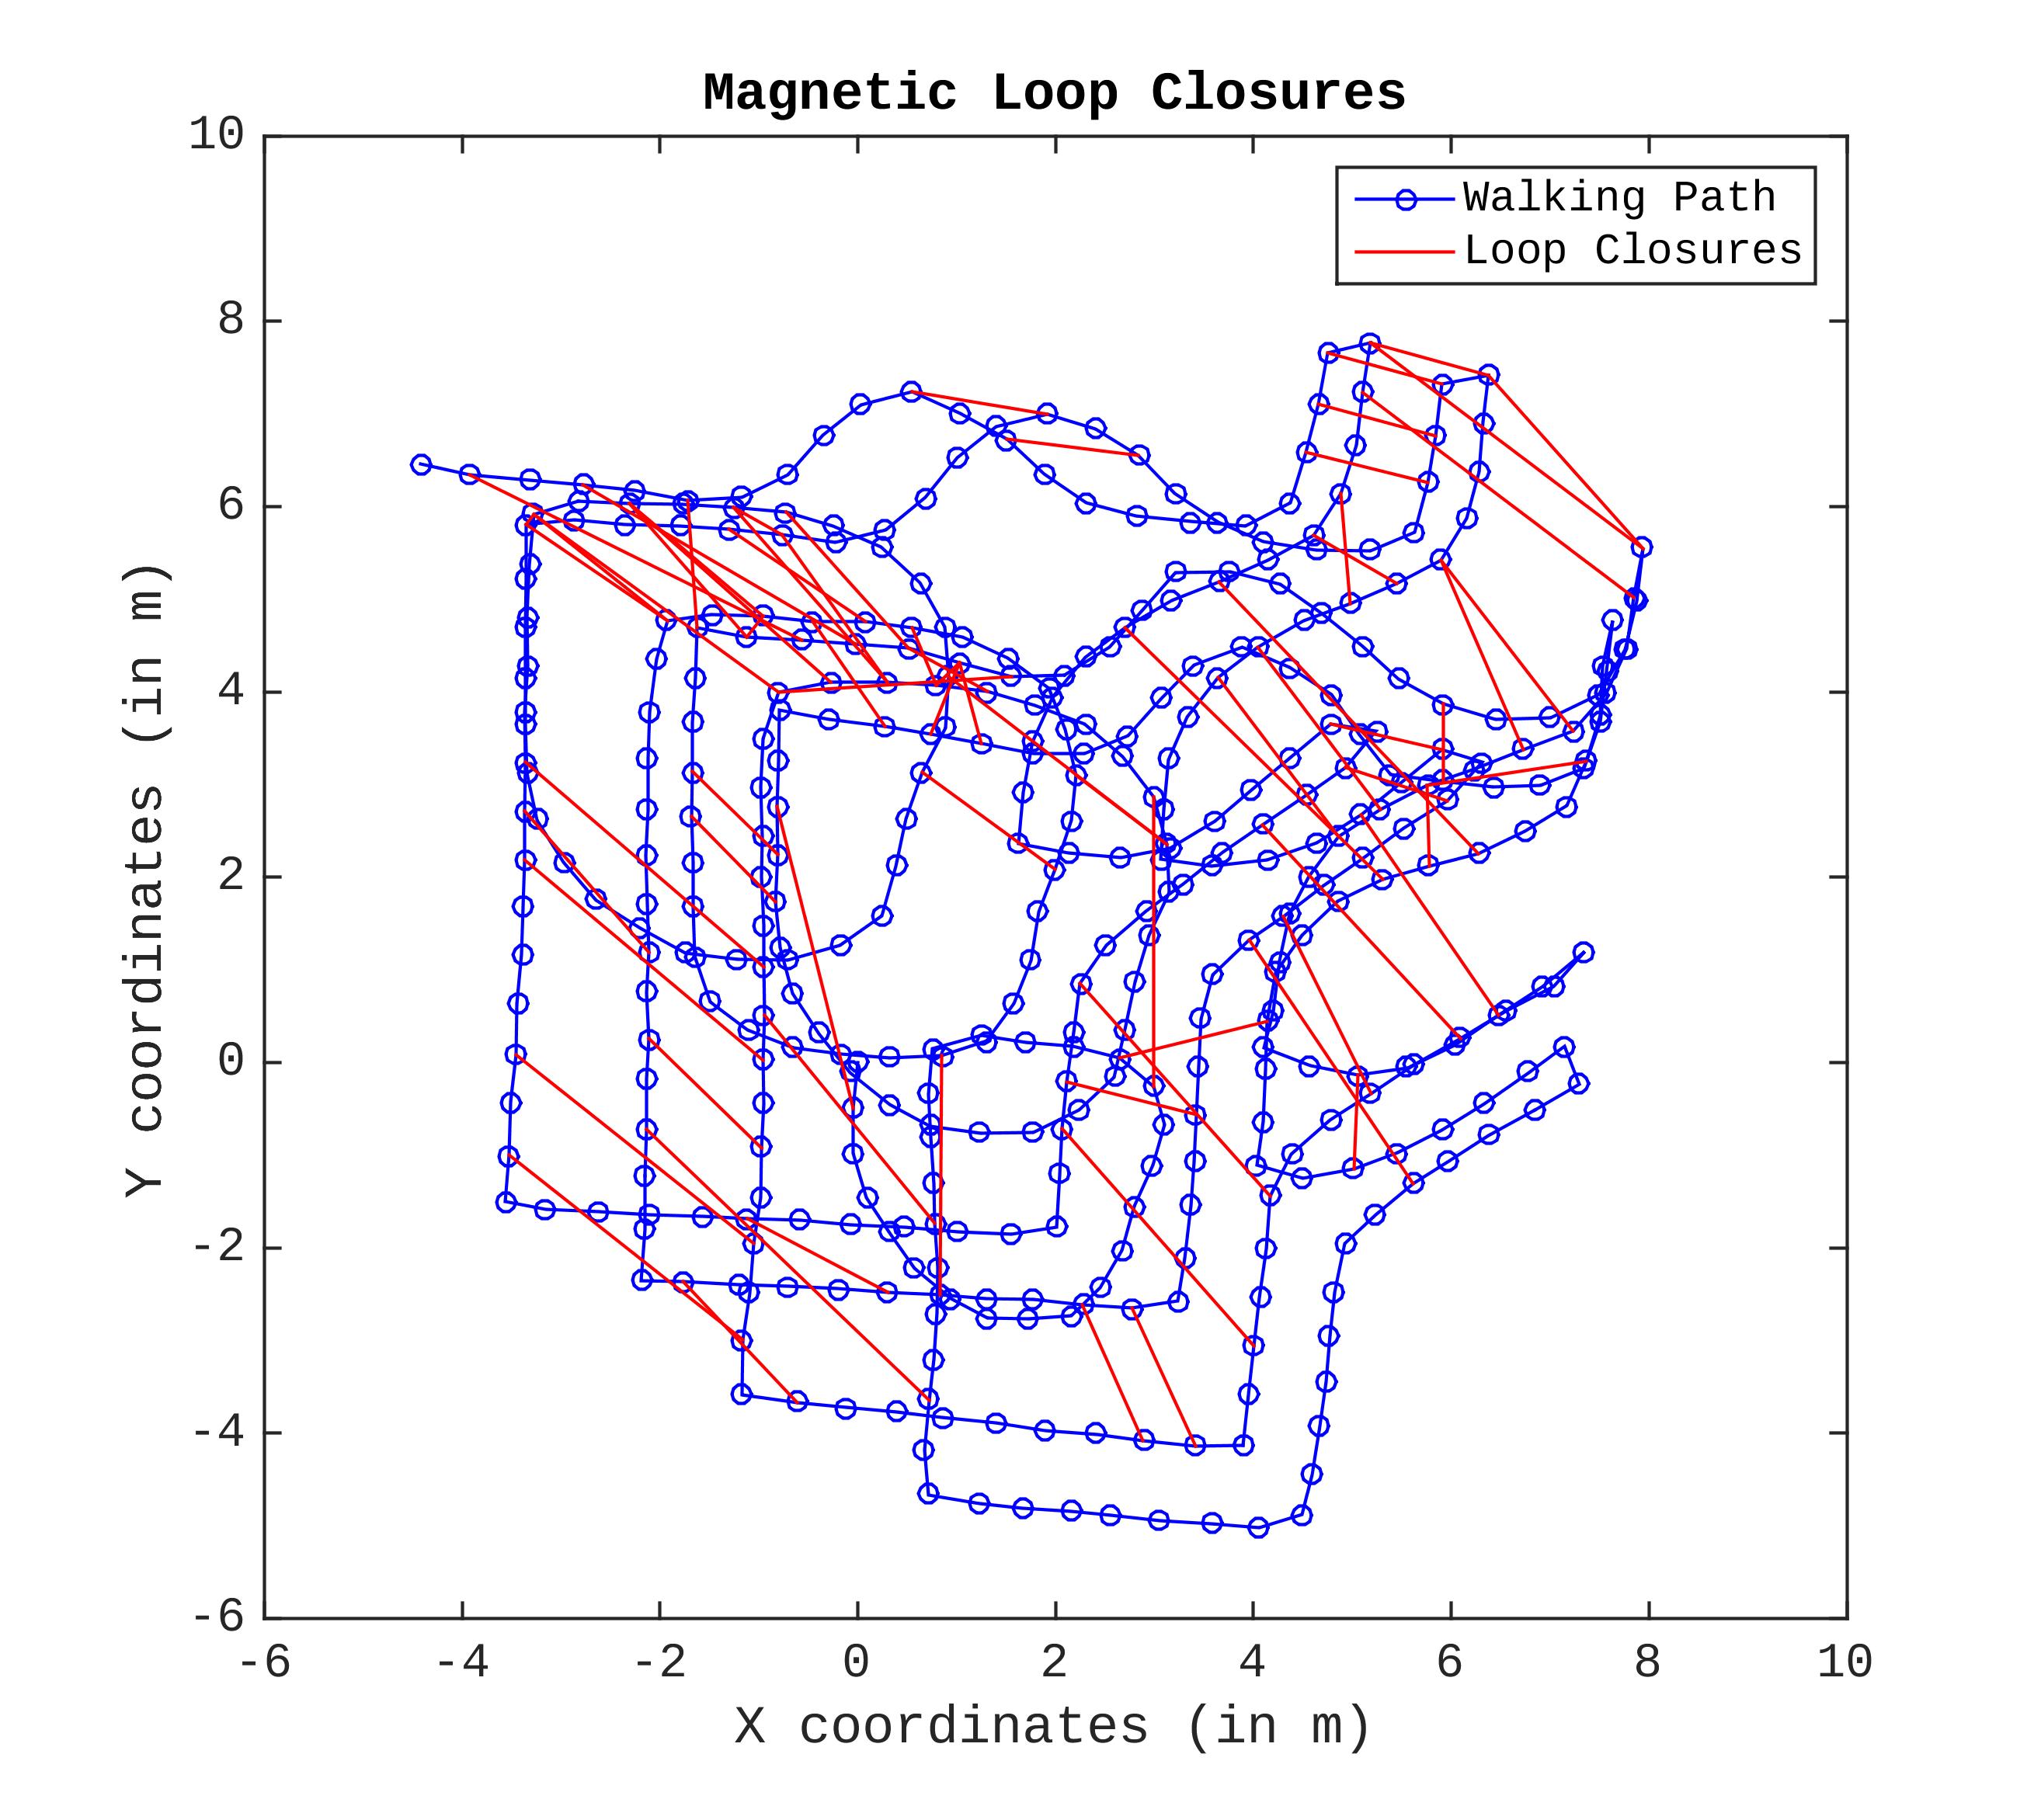 Magnetic Loop Closures
10
8
6
4
2
0
-2
-4
-6
-6 -4 -2 0 2 4 6 8 10
Y coordinates (in m)
X coordinates (in m)
Walking Path
Loop Closures